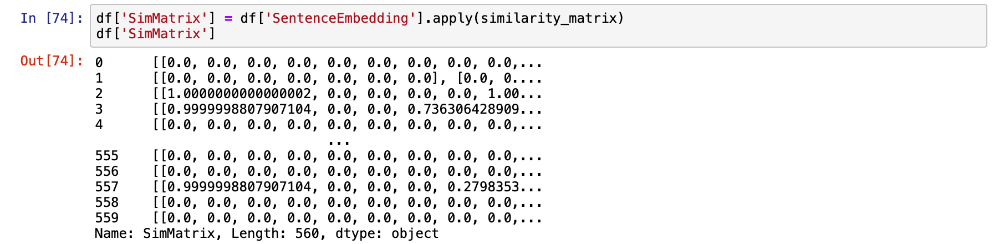 In [74]: df['SimMatrix'] = df['SentenceEmbedding'].apply(similarity_matrix)
df['SimMatrix']
Out[74]: 0 [[0.0, 0.0, 0.0, 0.0, 0.0, 0.0, 0.0, 0.0, 0.0,...
1 [[0.0, 0.0, 0.0, 0.0, 0.0, 0.0, 0.0], [0.0, 0....
2 [[1.0000000000000002, 0.0, 0.0, 0.0, 0.0, 1.00...
3 [[0.9999998807907104, 0.0, 0.0, 0.736306428909...
4 [[0.0, 0.0, 0.0, 0.0, 0.0, 0.0, 0.0, 0.0, 0.0,...
...
555 [[0.0, 0.0, 0.0, 0.0, 0.0, 0.0, 0.0, 0.0, 0.0,...
556 [[0.0, 0.0, 0.0, 0.0, 0.0, 0.0, 0.0, 0.0, 0.0,...
557 [[0.9999998807907104, 0.0, 0.0, 0.0, 0.2798353...
558 [[0.0, 0.0, 0.0, 0.0, 0.0, 0.0, 0.0, 0.0, 0.0,...
559 [[0.0, 0.0, 0.0, 0.0, 0.0, 0.0, 0.0, 0.0, 0.0,...
Name: SimMatrix, Length: 560, dtype: object